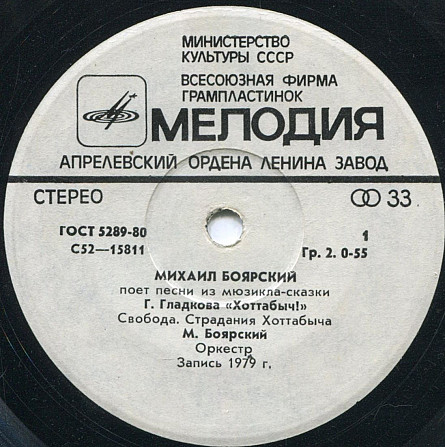 МИНИСТЕРСТВО
КУЛЬТУРЫ СССР
ВСЕСОЮЗНАЯ ФИРМА
ГРАМПЛАСТИНОК
МЕЛОДИЯ
АПРЕЛЕВСКИЙ ОРДЕНА ЛЕНИНА ЗАВОД
СТЕРЕО 33
ГОСТ 5289-80 1
С52—15811 Гр. 2. 0-55
МИХАИЛ БОЯРСКИЙ
поет песни из мюзикла-сказки
Г. Гладкова «Хоттабыч!»
Свобода. Страдания Хоттабыча
М. Боярский
Оркестр
Запись 1979 г.